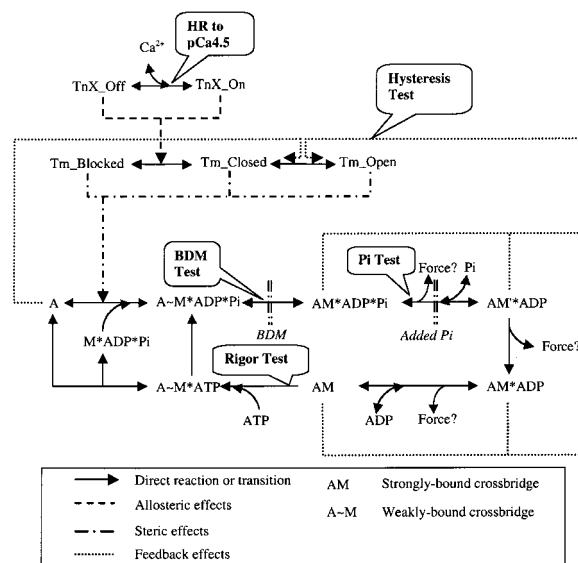 HR to
pCa4.5
Ca²⁺
TnX_Off
TnX_On
Hysteresis
Test
Tm_Blocked
Tm_Closed
Tm_Open
BDM
Test
Pi Test
Force?
Pi
A
A~M*ADP*Pi
AM*ADP*Pi
AM'*ADP
BDM
Added Pi
M*ADP*Pi
Rigor Test
Force?
A~M*ATP
AM
AM*ADP
ATP
ADP
Force?
Direct reaction or transition
AM
Strongly-bound crossbridge
Allosteric effects
A~M
Weakly-bound crossbridge
Steric effects
Feedback effects